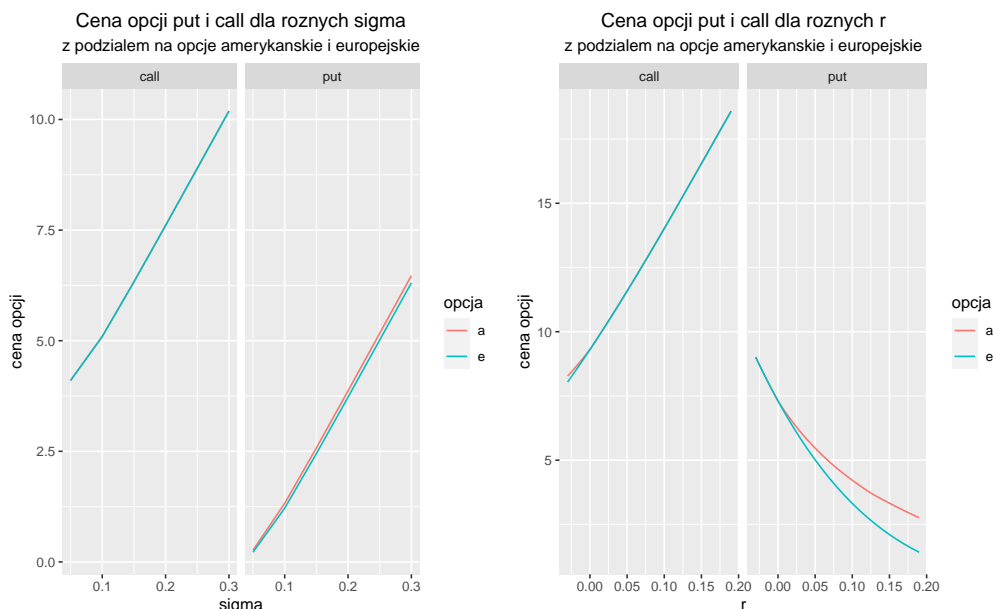 Cena opcji put i call dla roznych sigma
z podzialem na opcje amerykanskie i europejskie
call
put
10.0
7.5
5.0
2.5
0.0
cena opcji
0.1
0.2
0.3
0.1
0.2
0.3
sigma
opcja
a
e
Cena opcji put i call dla roznych r
z podzialem na opcje amerykanskie i europejskie
call
put
15
10
5
cena opcji
0.00
0.05
0.10
0.15
0.20
0.00
0.05
0.10
0.15
0.20
r
opcja
a
e